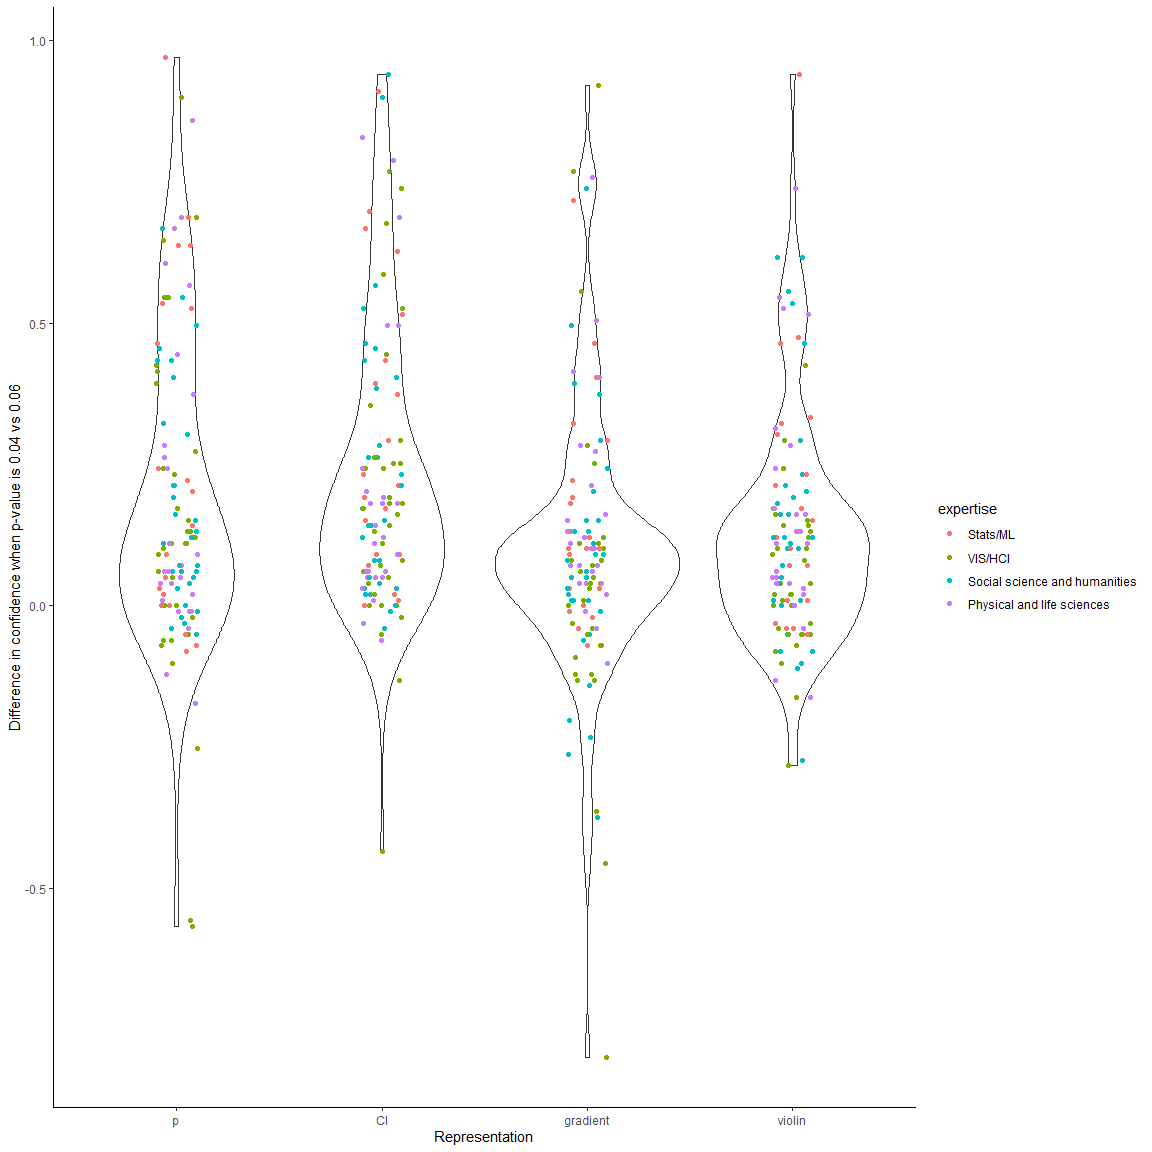 1.0
0.5
0.0
-0.5
Difference in confidence when p-value is 0.04 vs 0.06
p
CI
gradient
violin
Representation
expertise
Stats/ML
VIS/HCI
Social science and humanities
Physical and life sciences